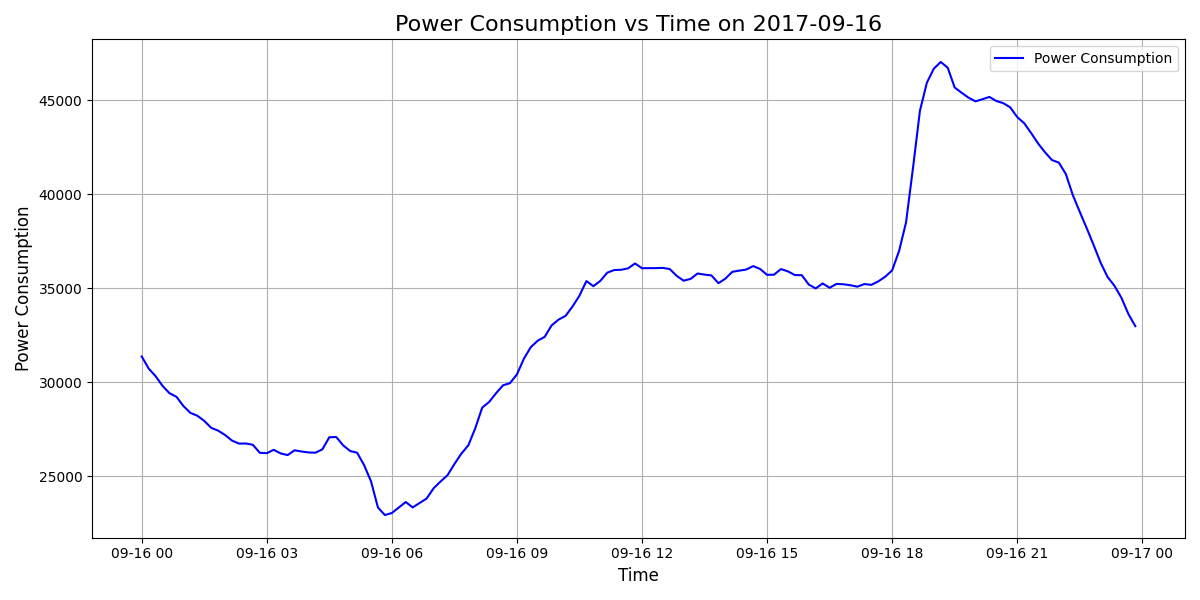 Power Consumption vs Time on 2017-09-16
Power Consumption
45000
40000
35000
30000
25000
Power Consumption
09-16 00 09-16 03 09-16 06 09-16 09 09-16 12 09-16 15 09-16 18 09-16 21 09-17 00
Time